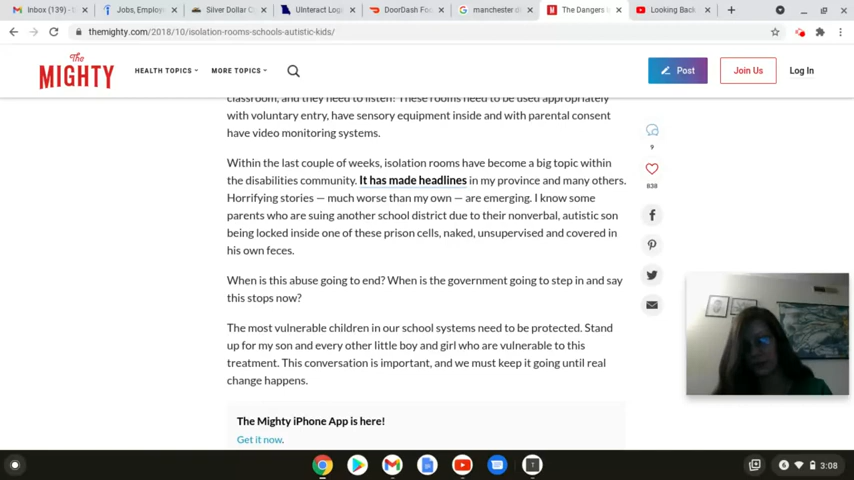 Inbox (139) -
Jobs, Employ
Silver Dollar C
UInteract Log
DoorDash Foo
manchester d
The Dangers
Looking Back
themighty.com/2018/10/isolation-rooms-schools-autistic-kids/
The MIGHTY
HEALTH TOPICS
MORE TOPICS
Post
Join Us
Log In
classroom, and they need to listen! These rooms need to be used appropriately
with voluntary entry, have sensory equipment inside and with parental consent
have video monitoring systems.
9
Within the last couple of weeks, isolation rooms have become a big topic within
the disabilities community. It has made headlines in my province and many others.
838
Horrifying stories — much worse than my own — are emerging. I know some
parents who are suing another school district due to their nonverbal, autistic son
being locked inside one of these prison cells, naked, unsupervised and covered in
his own feces.
When is this abuse going to end? When is the government going to step in and say
this stops now?
The most vulnerable children in our school systems need to be protected. Stand
up for my son and every other little boy and girl who are vulnerable to this
treatment. This conversation is important, and we must keep it going until real
change happens.
The Mighty iPhone App is here!
Get it now.
3:08